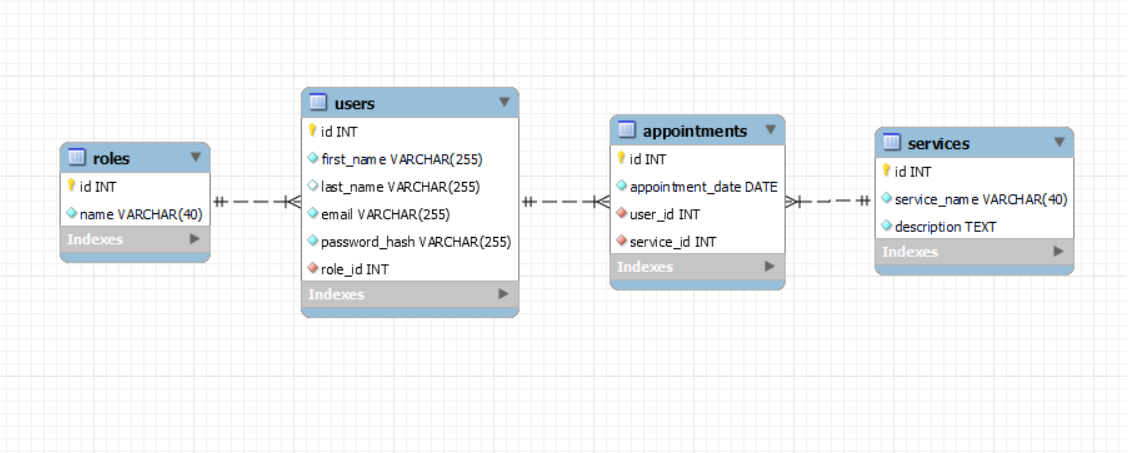 roles
id INT
name VARCHAR(40)
Indexes
users
id INT
first_name VARCHAR(255)
last_name VARCHAR(255)
email VARCHAR(255)
password_hash VARCHAR(255)
role_id INT
Indexes
appointments
id INT
appointment_date DATE
user_id INT
service_id INT
Indexes
services
id INT
service_name VARCHAR(40)
description TEXT
Indexes